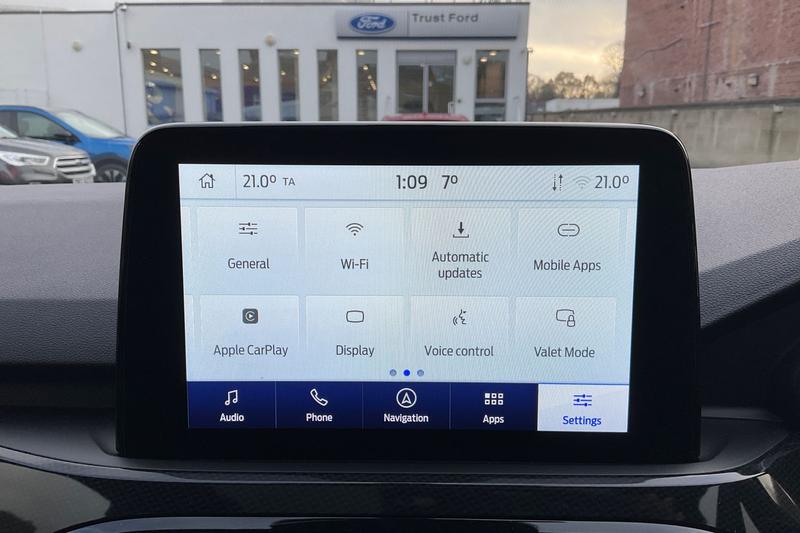 Ford
Trust Ford
21.0° TA
1:09 7°
21.0°
General
Wi-Fi
Automatic
updates
Mobile Apps
Apple CarPlay
Display
Voice control
Valet Mode
Audio
Phone
Navigation
Apps
Settings